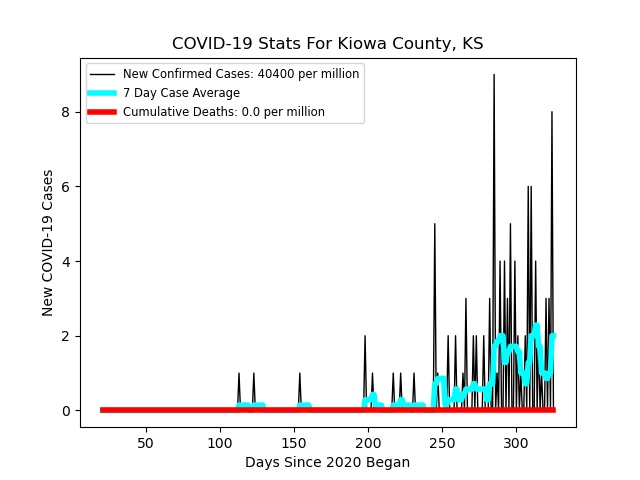 COVID-19 Stats For Kiowa County, KS
New Confirmed Cases: 40400 per million
7 Day Case Average
Cumulative Deaths: 0.0 per million
New COVID-19 Cases
8
6
4
2
0
50 100 150 200 250 300
Days Since 2020 Began